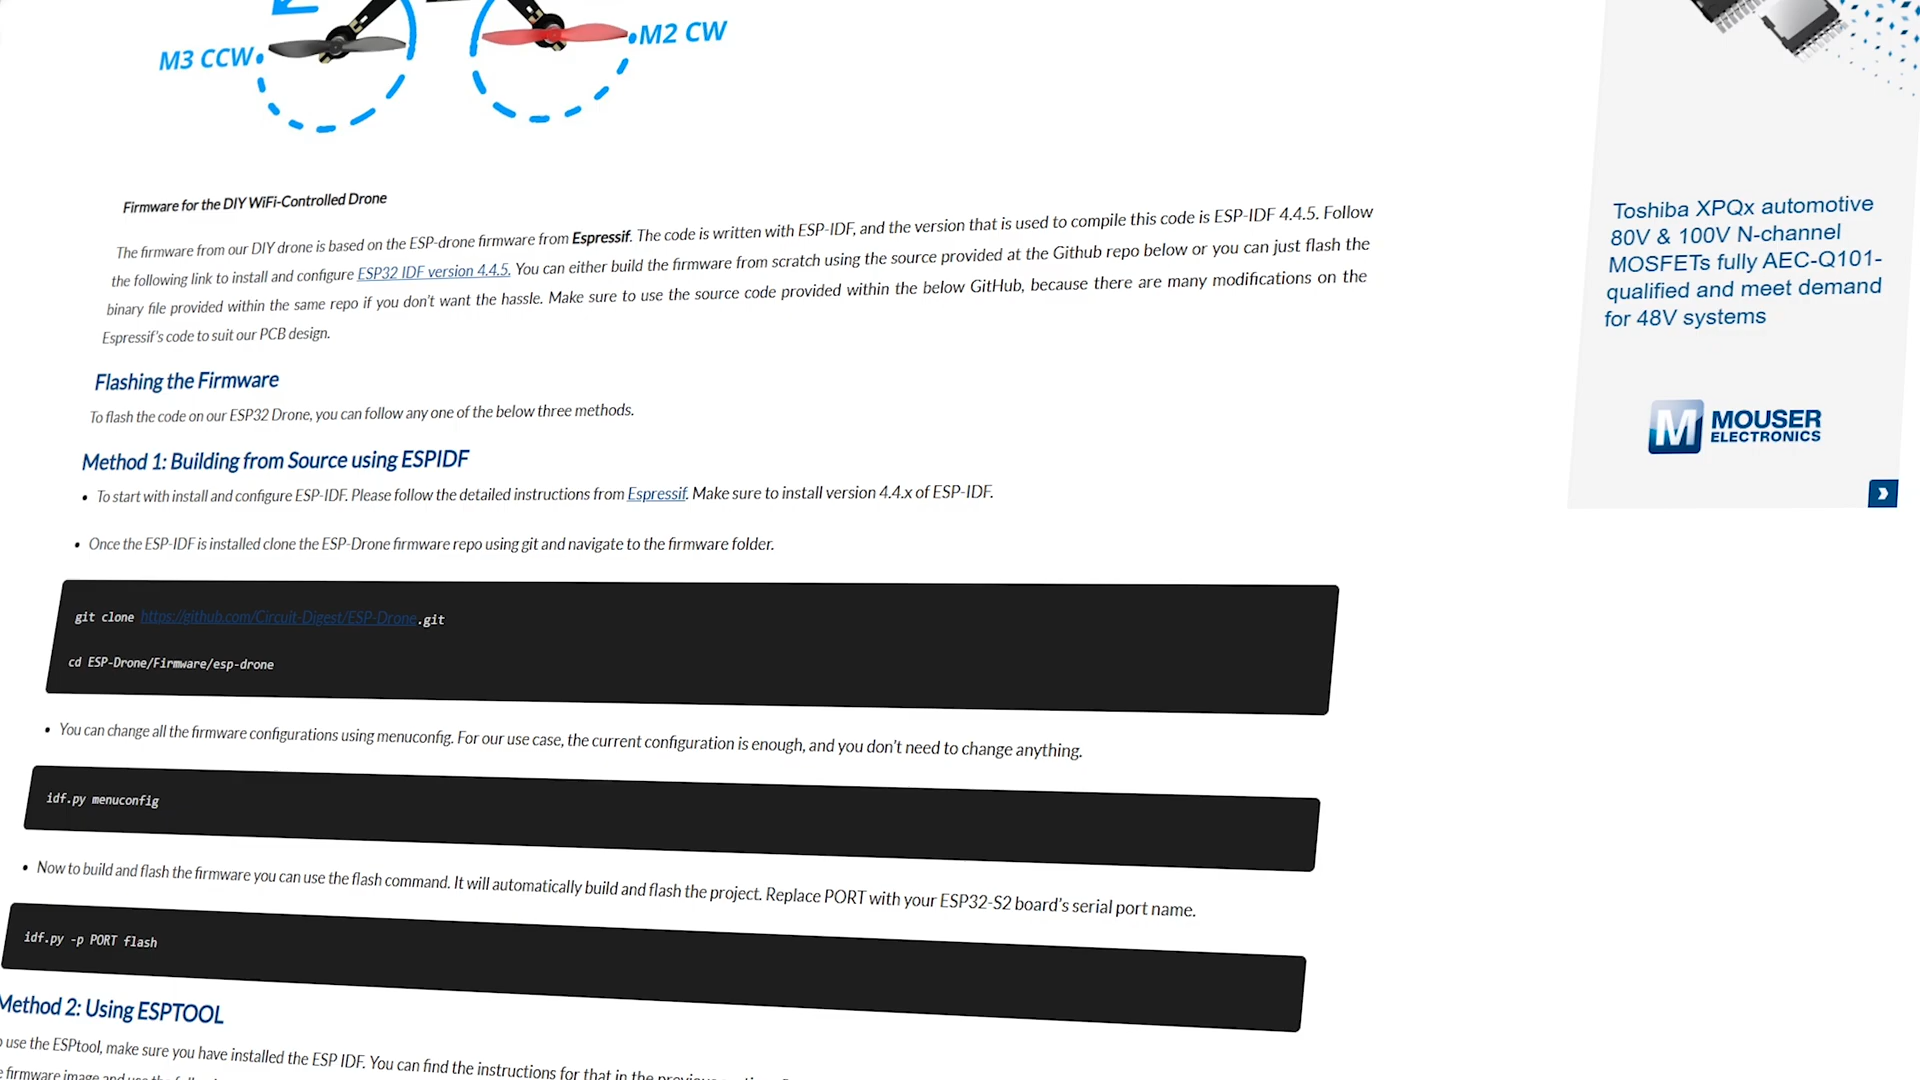 M3 CCW
M2 CW
Firmware for the DIY WiFi-Controlled Drone
The firmware from our DIY drone is based on the ESP-drone firmware from Espressif. The code is written with ESP-IDF, and the version that is used to compile this code is ESP-IDF 4.4.5. Follow
the following link to install and configure ESP32 IDF version 4.4.5. You can either build the firmware from scratch using the source provided at the Github repo below or you can just flash the
binary file provided within the same repo if you don't want the hassle. Make sure to use the source code provided within the below GitHub, because there are many modifications on the
Espressif's code to suit our PCB design.
Flashing the Firmware
To flash the code on our ESP32 Drone, you can follow any one of the below three methods.
Method 1: Building from Source using ESPIDF
• To start with install and configure ESP-IDF. Please follow the detailed instructions from Espressif. Make sure to install version 4.4.x of ESP-IDF.
• Once the ESP-IDF is installed clone the ESP-Drone firmware repo using git and navigate to the firmware folder.
git clone https://github.com/Circuit-Digest/ESP-Drone.git
cd ESP-Drone/Firmware/esp-drone
• You can change all the firmware configurations using menuconfig. For our use case, the current configuration is enough, and you don't need to change anything.
idf.py menuconfig
• Now to build and flash the firmware you can use the flash command. It will automatically build and flash the project. Replace PORT with your ESP32-S2 board's serial port name.
idf.py -p PORT flash
Method 2: Using ESPTOOL
use the ESPtool, make sure you have installed the ESP IDF. You can find the instructions for that in the
firmware image and use the
Toshiba XPQx automotive
80V & 100V N-channel
MOSFETs fully AEC-Q101-
qualified and meet demand
for 48V systems
M MOUSER
ELECTRONICS